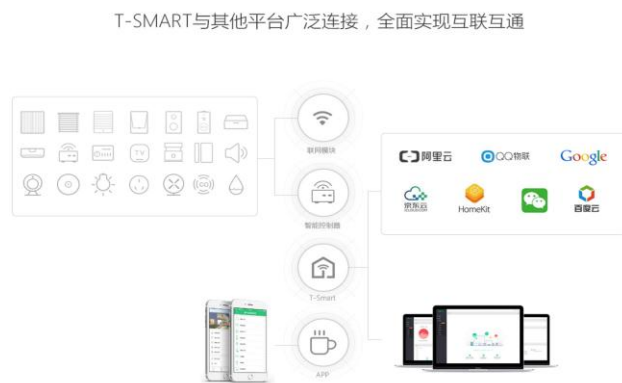 T-SMART与其他平台广泛连接，全面实现互联互通
联网模块
TV
阿里云
QQ物联
Google
智能控制器
京东云
HomeKit
百度云
T-Smart
APP